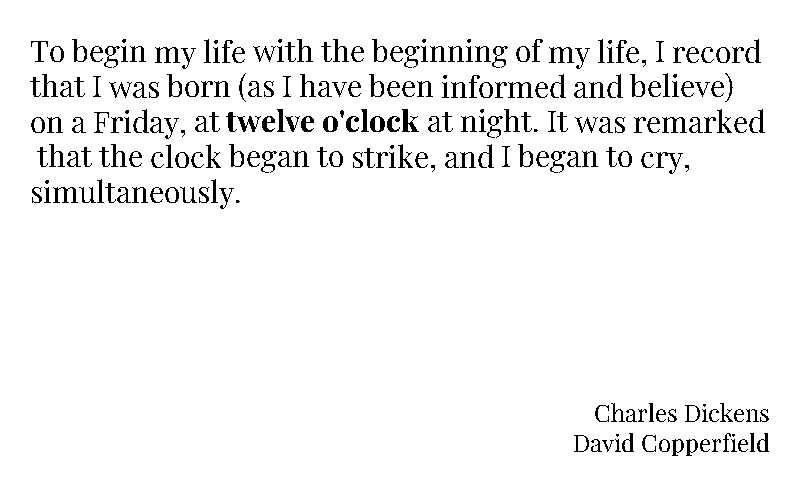 To begin my life with the beginning of my life, I record
that I was born (as I have been informed and believe)
on a Friday, at twelve o'clock at night. It was remarked
that the clock began to strike, and I began to cry,
simultaneously.
Charles Dickens
David Copperfield